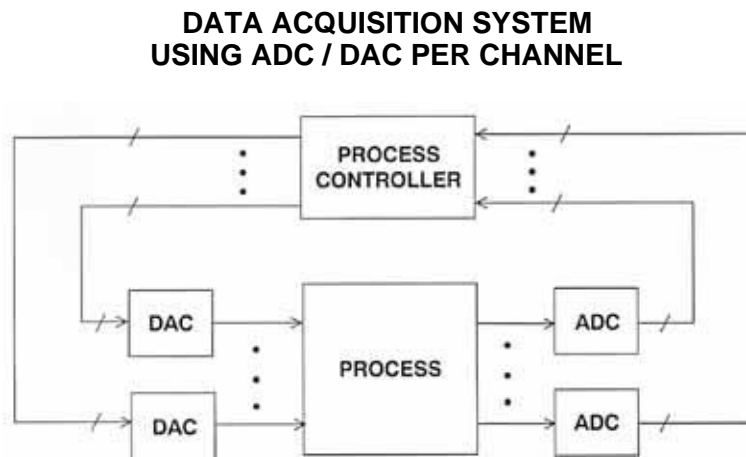 DATA ACQUISITION SYSTEM
USING ADC / DAC PER CHANNEL
PROCESS
CONTROLLER
DAC
ADC
PROCESS
DAC
ADC